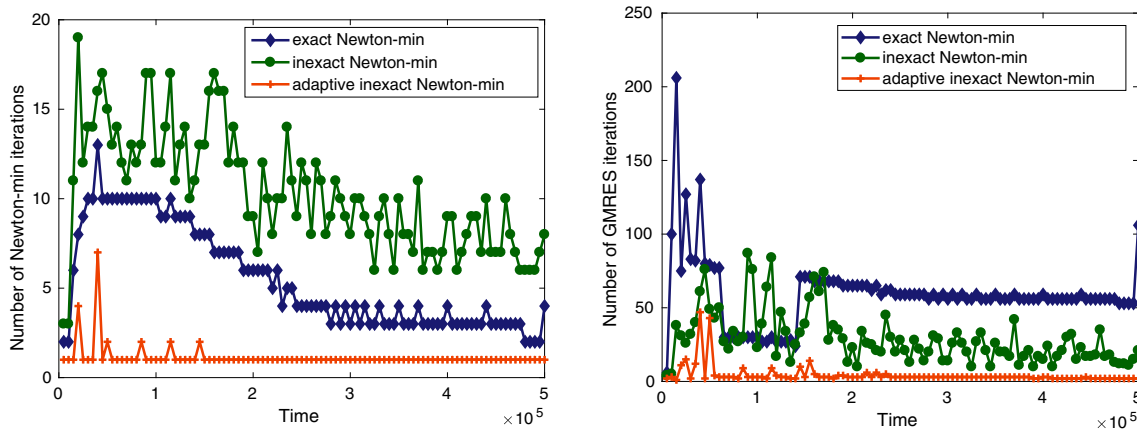 20
15
10
5
0
Number of Newton-min iterations
exact Newton-min
inexact Newton-min
adaptive inexact Newton-min
0 1 2 3 4 5
Time
×10^5
250
200
150
100
50
0
Number of GMRES iterations
exact Newton-min
inexact Newton-min
adaptive inexact Newton-min
0 1 2 3 4 5
Time
×10^5